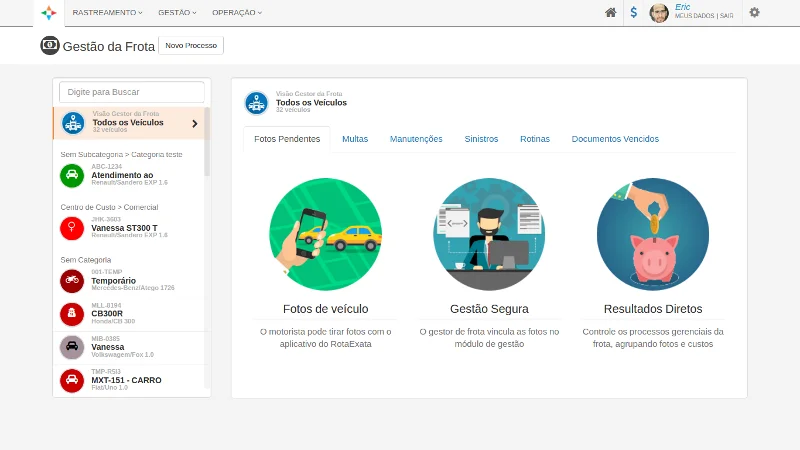 RASTREAMENTO GESTÃO OPERAÇÃO
$ Eric
MEUS DADOS | SAIR
Gestão da Frota Novo Processo
Digite para Buscar
Visão Gestor da Frota
Todos os Veículos
32 veículos
Sem Subcategoria > Categoria teste
ABC-1234
Atendimento ao
Renault/Sandero EXP 1.6
Centro de Custo > Comercial
JHK-3603
Vanessa ST300 T
Renault/Sandero EXP 1.6
Sem Categoria
001-TEMP
Temporário
Mercedes-Benz/Atego 1726
MLL-8194
CB300R
Honda/CB 300
MIB-0385
Vanessa
Volkswagem/Fox 1.0
TMP-R5I3
MXT-151 - CARRO
Fiat/Uno 1.0
Visão Gestor da Frota
Todos os Veículos
32 veículos
Fotos Pendentes Multas Manutenções Sinistros Rotinas Documentos Vencidos
Fotos de veículo
O motorista pode tirar fotos com o
aplicativo do RotaExata
Gestão Segura
O gestor de frota vincula as fotos no
módulo de gestão
Resultados Diretos
Controle os processos gerenciais da
frota, agrupando fotos e custos